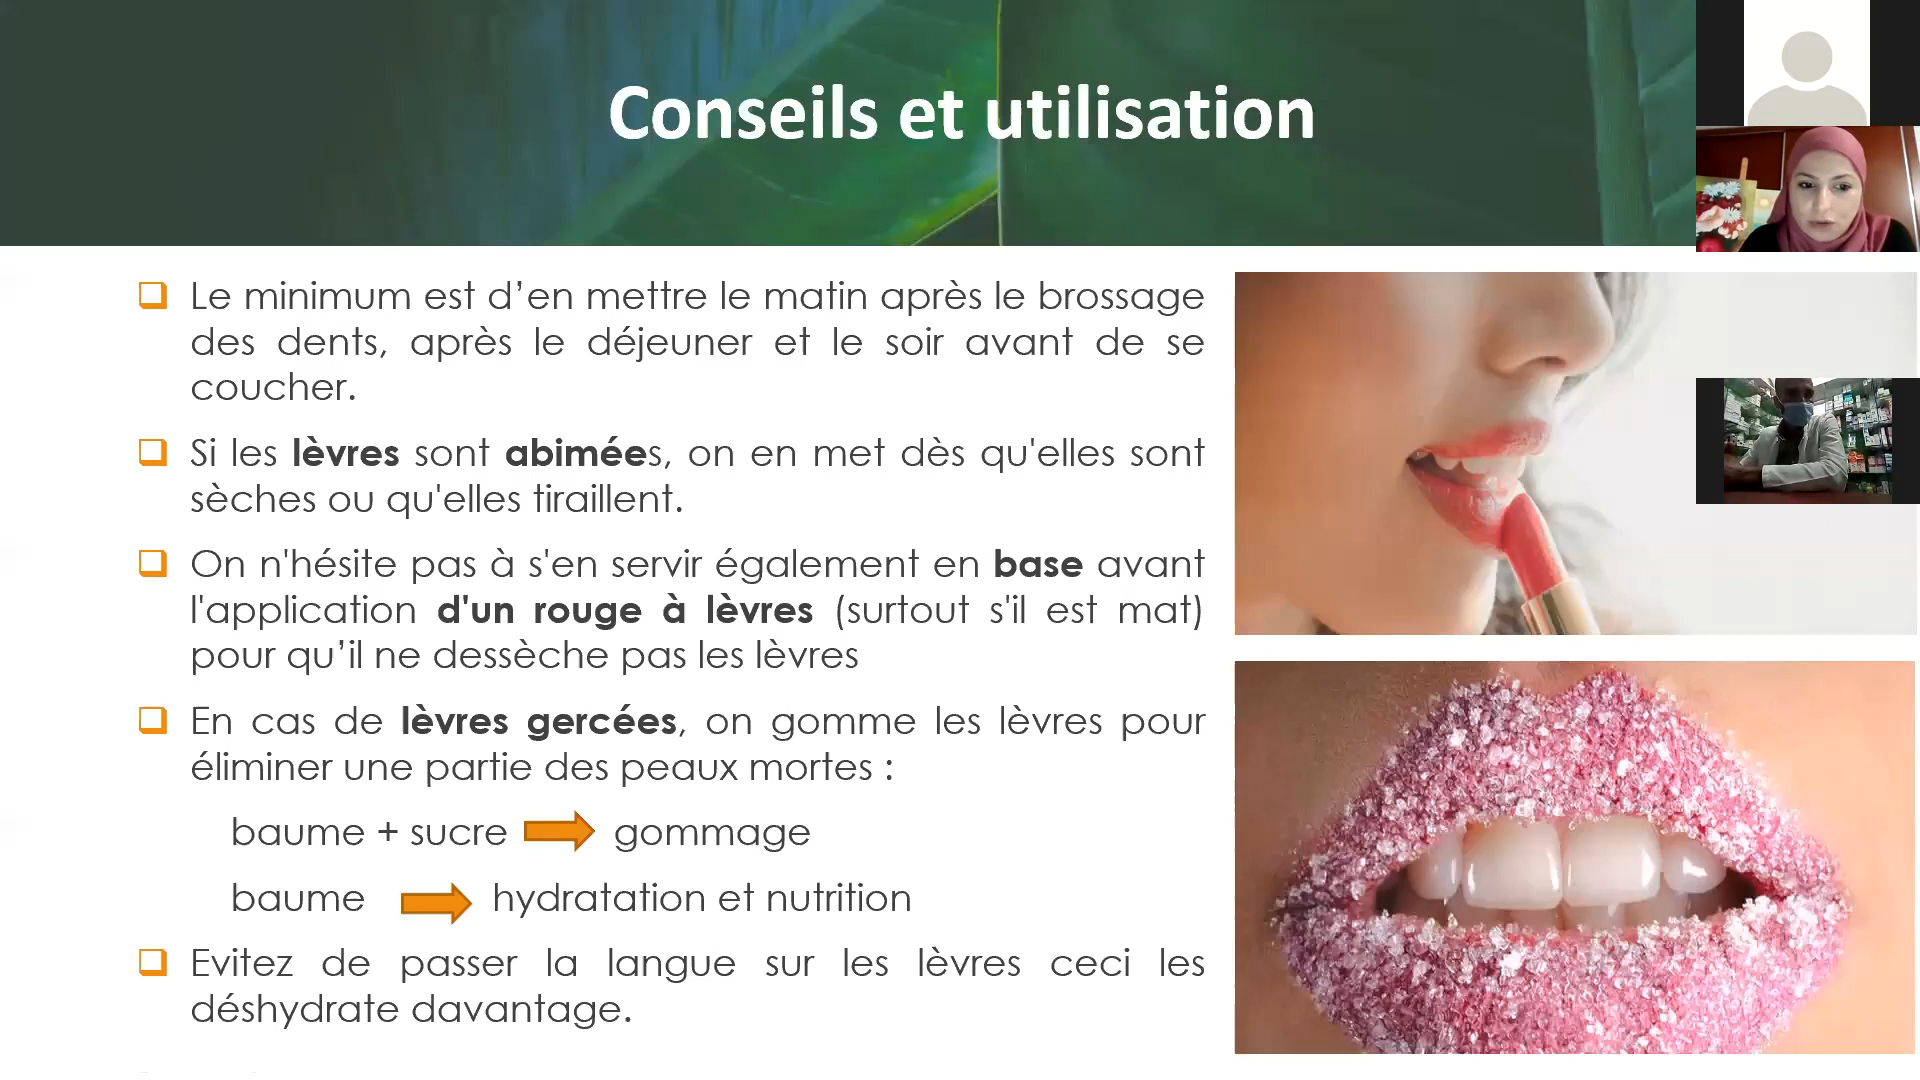 Conseils et utilisation
❑ Le minimum est d’en mettre le matin après le brossage
des dents, après le déjeuner et le soir avant de se
coucher.
❑ Si les lèvres sont abimées, on en met dès qu'elles sont
sèches ou qu'elles tiraillent.
❑ On n'hésite pas à s'en servir également en base avant
l'application d'un rouge à lèvres (surtout s'il est mat)
pour qu’il ne dessèche pas les lèvres
❑ En cas de lèvres gercées, on gomme les lèvres pour
éliminer une partie des peaux mortes :
baume + sucre ➡ gommage
baume ➡ hydratation et nutrition
❑ Evitez de passer la langue sur les lèvres ceci les
déshydrate davantage.